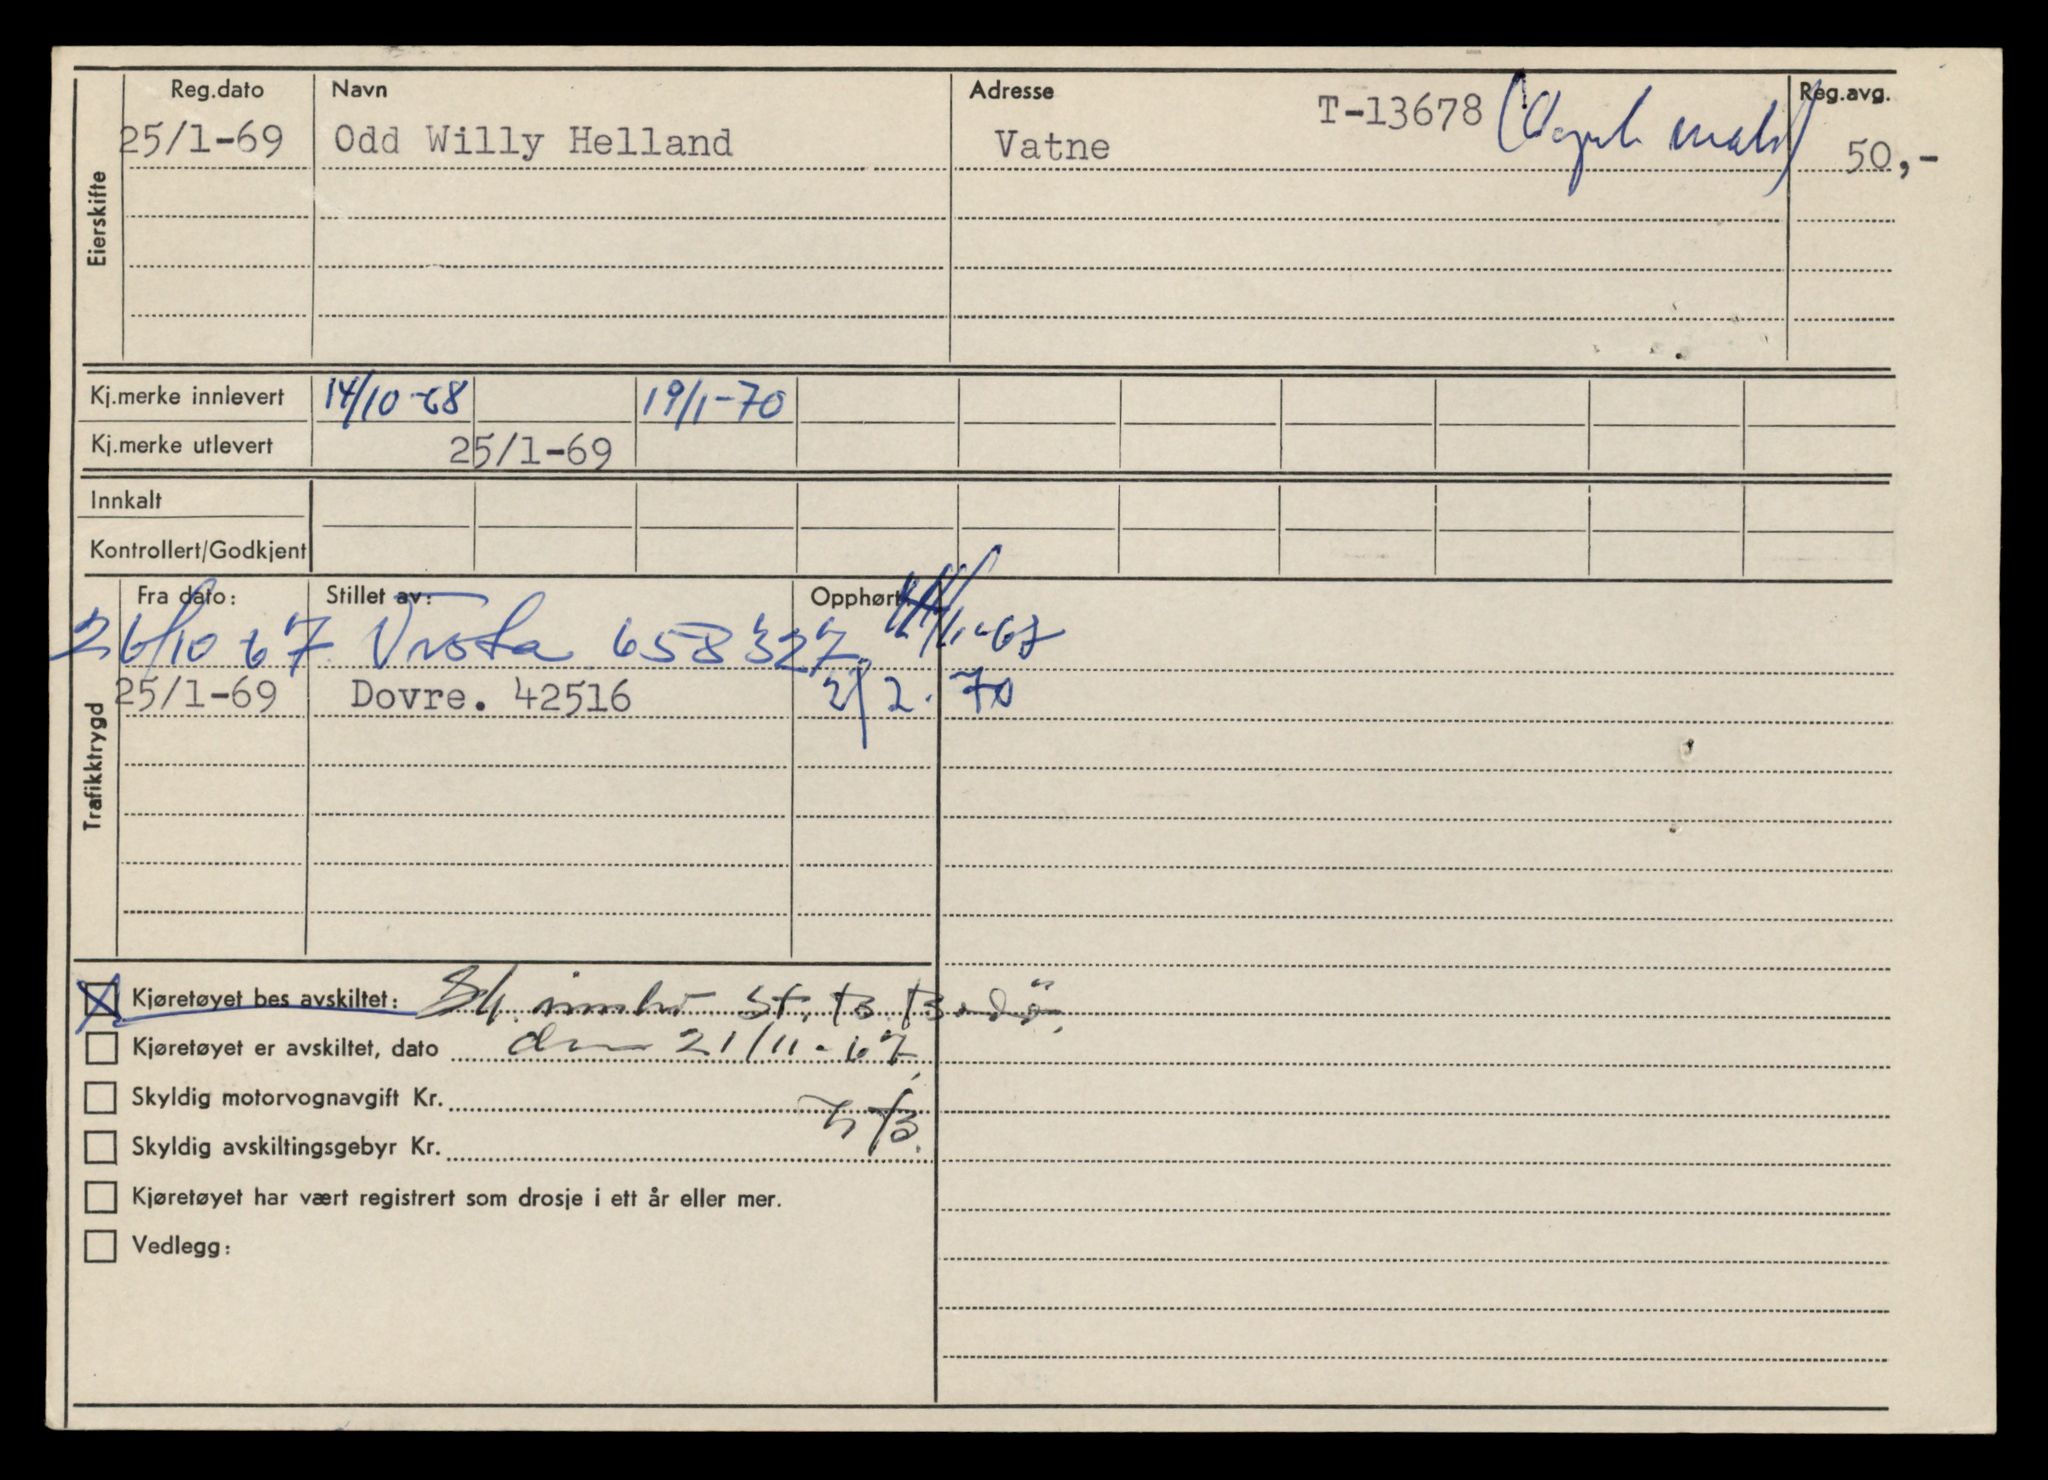 Reg.dato Navn Adresse Reg.avg.
T-13678
25/1-69 Odd Willy Helland Vatne 50,-
Eierskifte
Kj.merke innlevert 14/10-68 19/1-70
Kj.merke utlevert 25/1-69
Innkalt
Kontrollert/Godkjent
Fra dato: Stillet av: Opphørt
26/10 67 658327
25/1-69 Dovre. 42516 2/2.70
Trafikktrygd
Kjøretøyet bes avskiltet:
Kjøretøyet er avskiltet, dato 21/11-67
Skyldig motorvognavgift Kr.
Skyldig avskiltingsgebyr Kr.
Kjøretøyet har vært registrert som drosje i ett år eller mer.
Vedlegg: